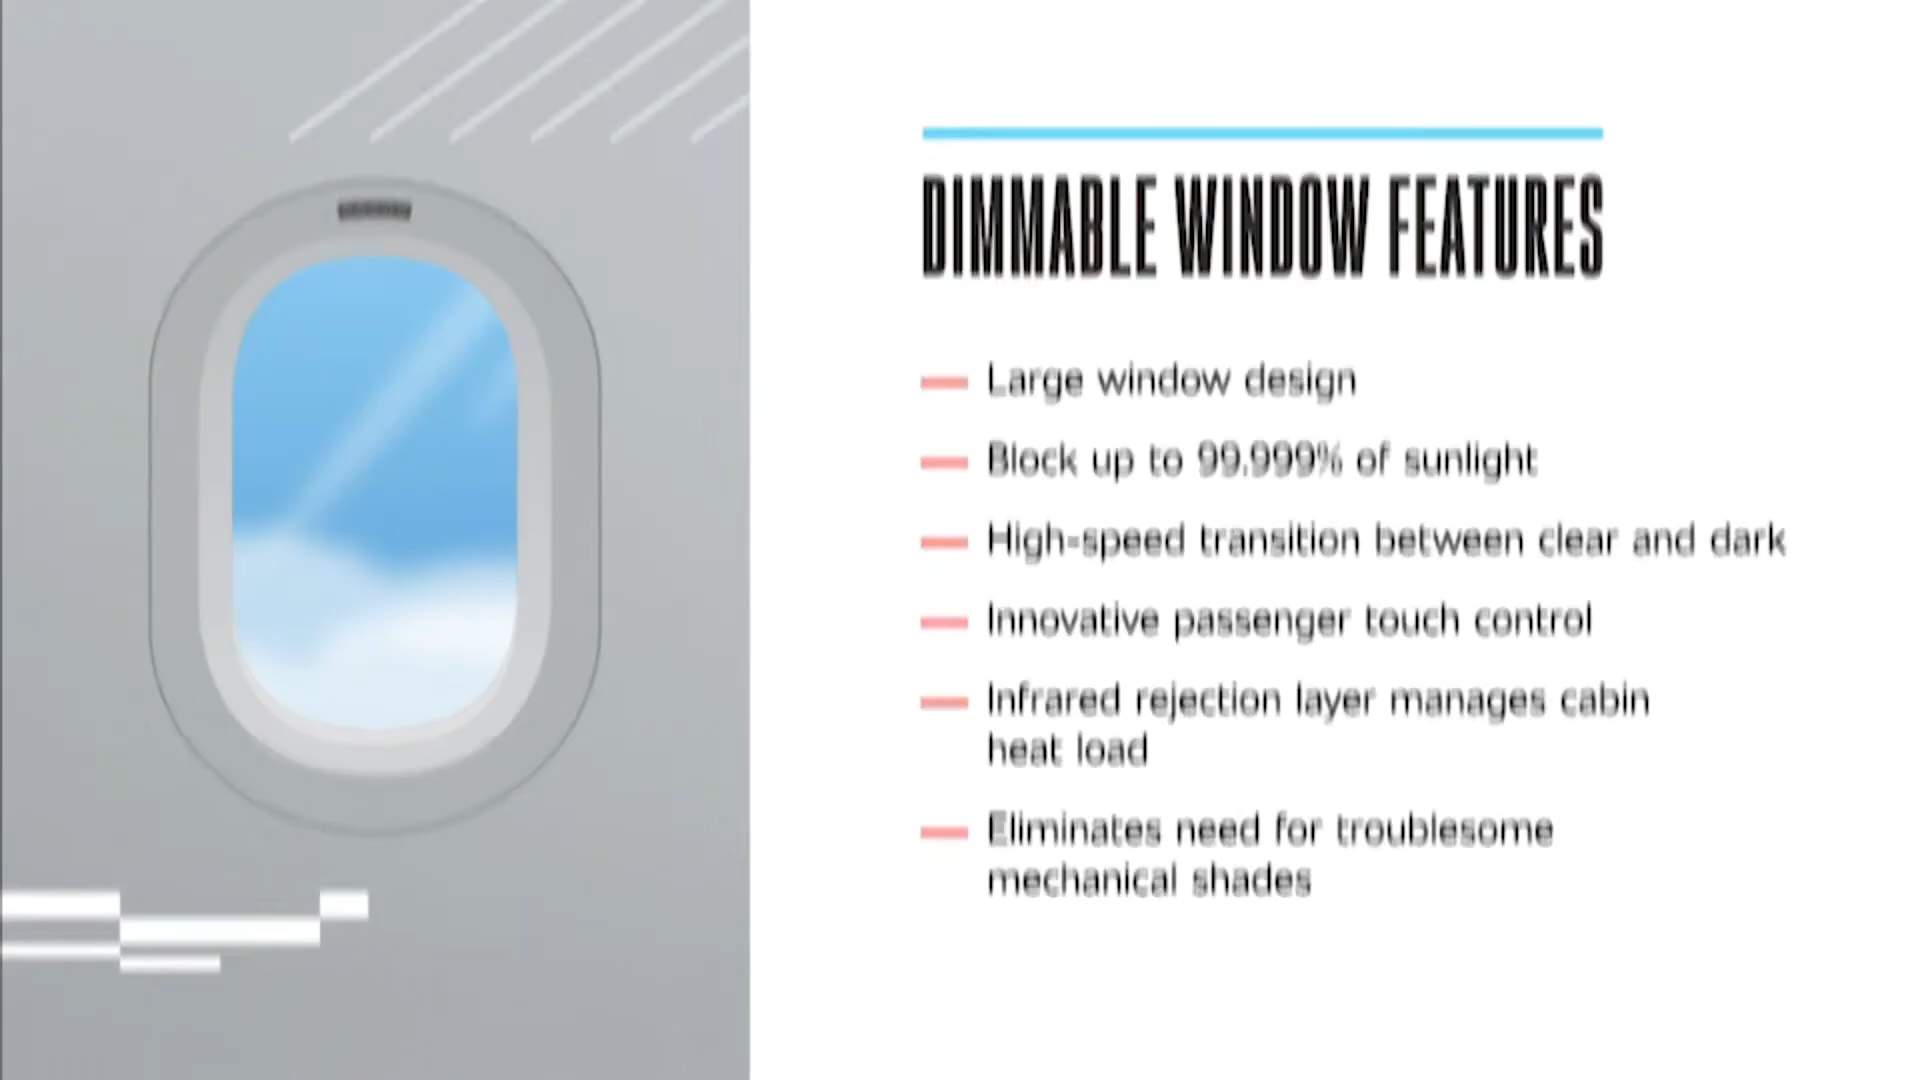 DIMMABLE WINDOW FEATURES
Large window design
Block up to 99.999% of sunlight
High-speed transition between clear and dark
Innovative passenger touch control
Infrared rejection layer manages cabin
heat load
Eliminates need for troublesome
mechanical shades